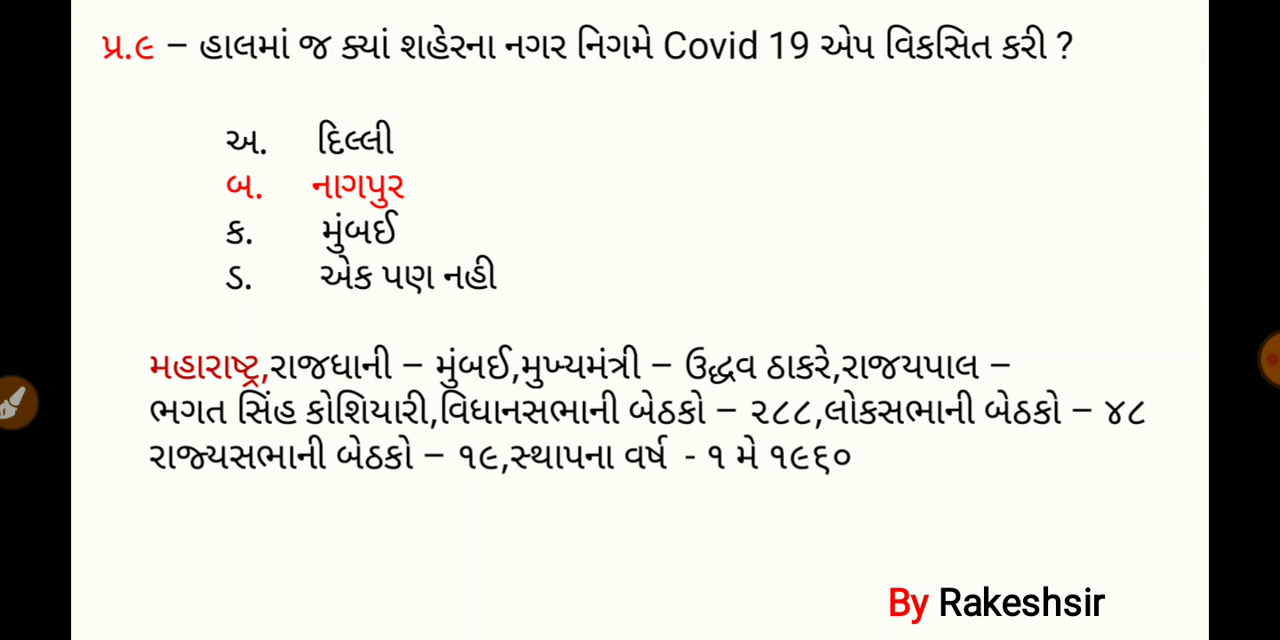 પ્ર.૯ – હાલમાં જ ક્યાં શહેરના નગર નિગમે Covid 19 એપ વિકસિત કરી ?
અ. દિલ્લી
બ. નાગપુર
ક. મુંબઈ
ડ. એક પણ નહી
મહારાષ્ટ્ર,રાજધાની – મુંબઈ,મુખ્યમંત્રી – ઉદ્ધવ ઠાકરે,રાજયપાલ –
ભગત સિંહ કોશિયારી,વિધાનસભાની બેઠકો – ૨૮૮,લોકસભાની બેઠકો – ૪૮
રાજ્યસભાની બેઠકો – ૧૯,સ્થાપના વર્ષ - ૧ મે ૧૯૬૦
By Rakeshsir